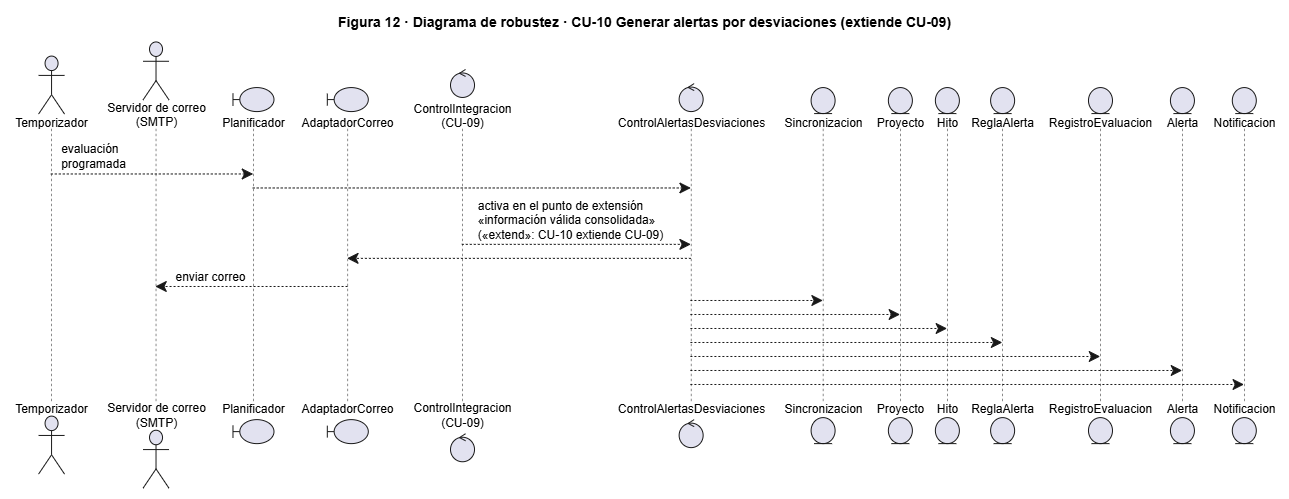 Figura 12 · Diagrama de robustez · CU-10 Generar alertas por desviaciones (extiende CU-09)
Temporizador
Servidor de correo
(SMTP)
Planificador
AdaptadorCorreo
ControlIntegracion
(CU-09)
ControlAlertasDesviaciones
Sincronizacion
Proyecto
Hito
ReglaAlerta
RegistroEvaluacion
Alerta
Notificacion
evaluación
programada
activa en el punto de extensión
«información válida consolidada»
(«extend»: CU-10 extiende CU-09)
enviar correo
Temporizador
Servidor de correo
(SMTP)
Planificador
AdaptadorCorreo
ControlIntegracion
(CU-09)
ControlAlertasDesviaciones
Sincronizacion
Proyecto
Hito
ReglaAlerta
RegistroEvaluacion
Alerta
Notificacion